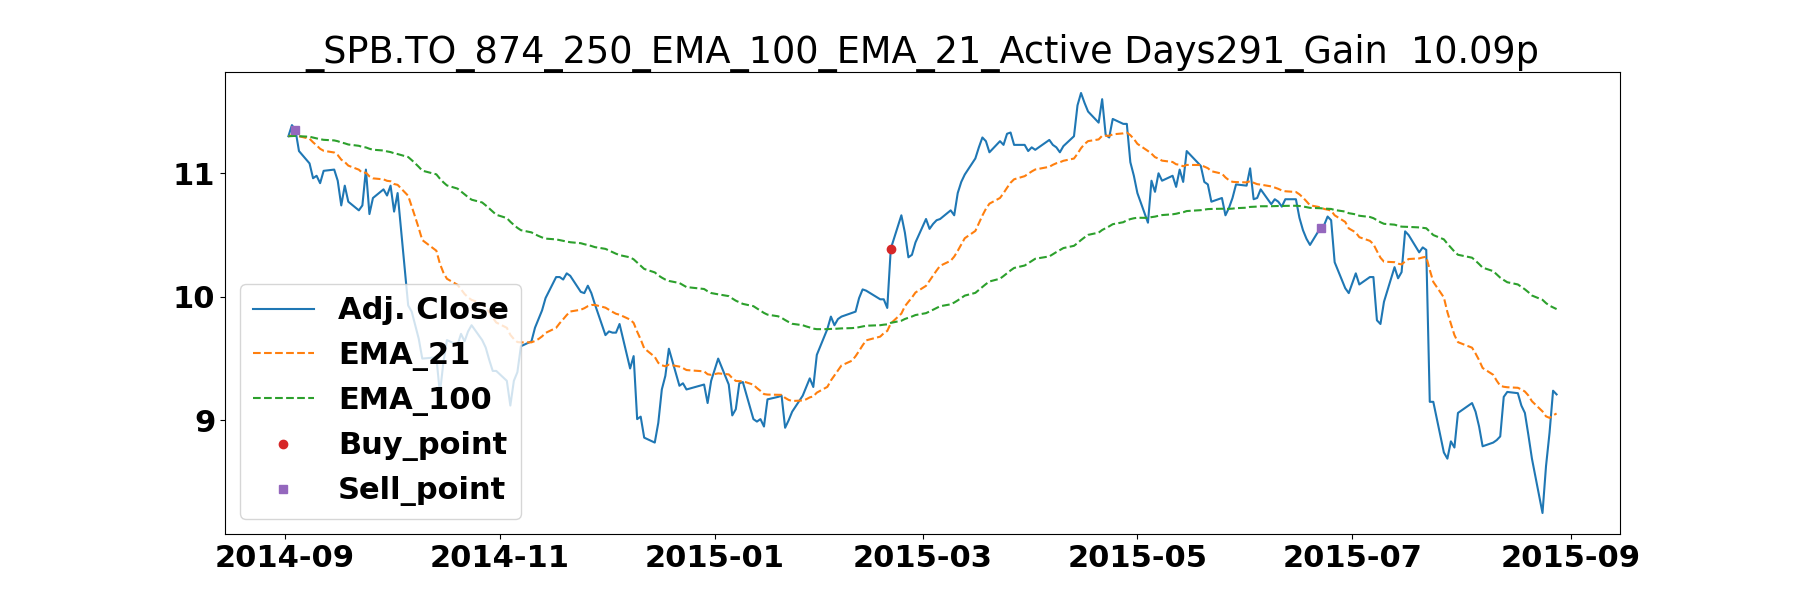 _SPB.TO_874_250_EMA_100_EMA_21_Active Days291_Gain  10.09p
11
10
9
Adj. Close
EMA_21
EMA_100
Buy_point
Sell_point
2014-09 2014-11 2015-01 2015-03 2015-05 2015-07 2015-09